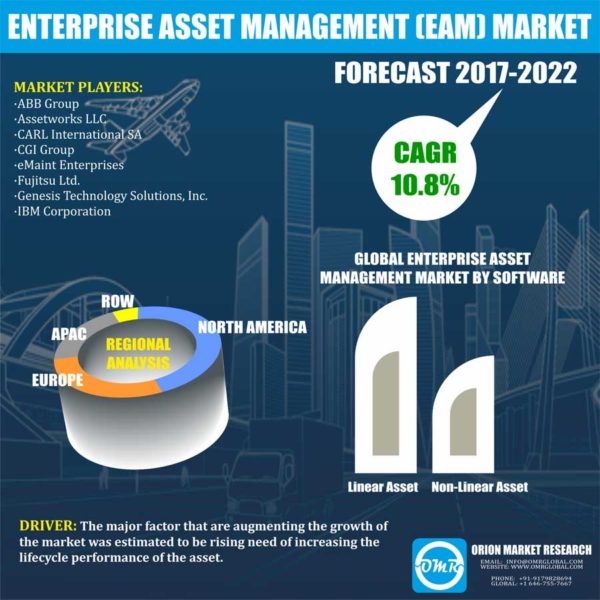 ENTERPRISE ASSET MANAGEMENT (EAM) MARKET
FORECAST 2017-2022
MARKET PLAYERS:
·ABB Group
·Assetworks LLC
·CARL International SA
·CGI Group
·eMaint Enterprises
·Fujitsu Ltd.
·Genesis Technology Solutions, Inc.
·IBM Corporation
CAGR
10.8%
GLOBAL ENTERPRISE ASSET
MANAGEMENT MARKET BY SOFTWARE
ROW
NORTH AMERICA
APAC
REGIONAL
ANALYSIS
EUROPE
Linear Asset
Non-Linear Asset
DRIVER: The major factor that are augmenting the growth of
the market was estimated to be rising need of increasing the
lifecycle performance of the asset.
OMR
ORION MARKET RESEARCH
EMAIL: INFO@OMRGLOBAL.COM
WEBSITE: WWW.OMRGLOBAL.COM
PHONE: +91-9179828694
GLOBAL: +1 646-755-7667